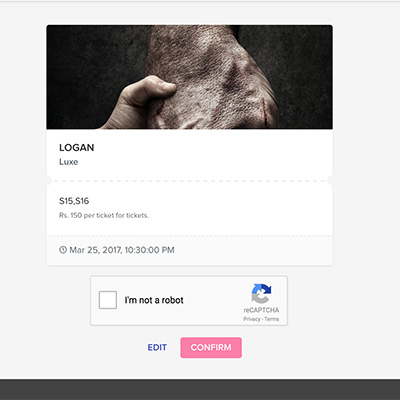 LOGAN
Luxe
S15,S16
Rs. 150 per ticket for tickets.
Mar 25, 2017, 10:30:00 PM
I'm not a robot
reCAPTCHA
Privacy - Terms
EDIT
CONFIRM